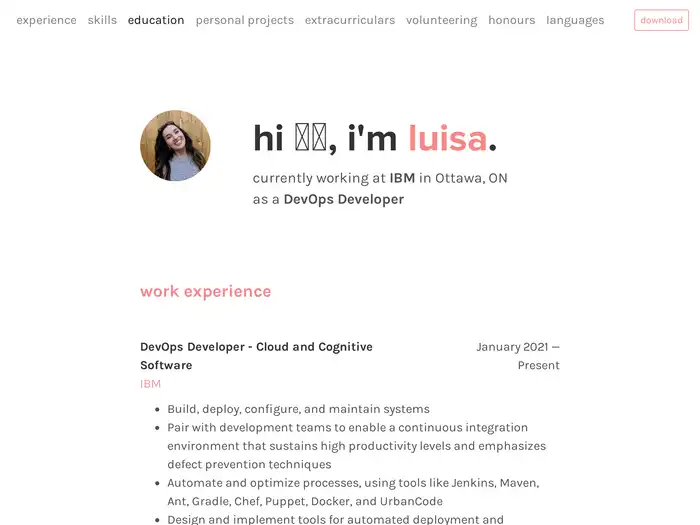 experience skills education personal projects extracurriculars volunteering honours languages download
hi , i'm luisa.
currently working at IBM in Ottawa, ON
as a DevOps Developer
work experience
DevOps Developer - Cloud and Cognitive January 2021 —
Software Present
IBM
• Build, deploy, configure, and maintain systems
• Pair with development teams to enable a continuous integration
environment that sustains high productivity levels and emphasizes
defect prevention techniques
• Automate and optimize processes, using tools like Jenkins, Maven,
Ant, Gradle, Chef, Puppet, Docker, and UrbanCode
• Design and implement tools for automated deployment and